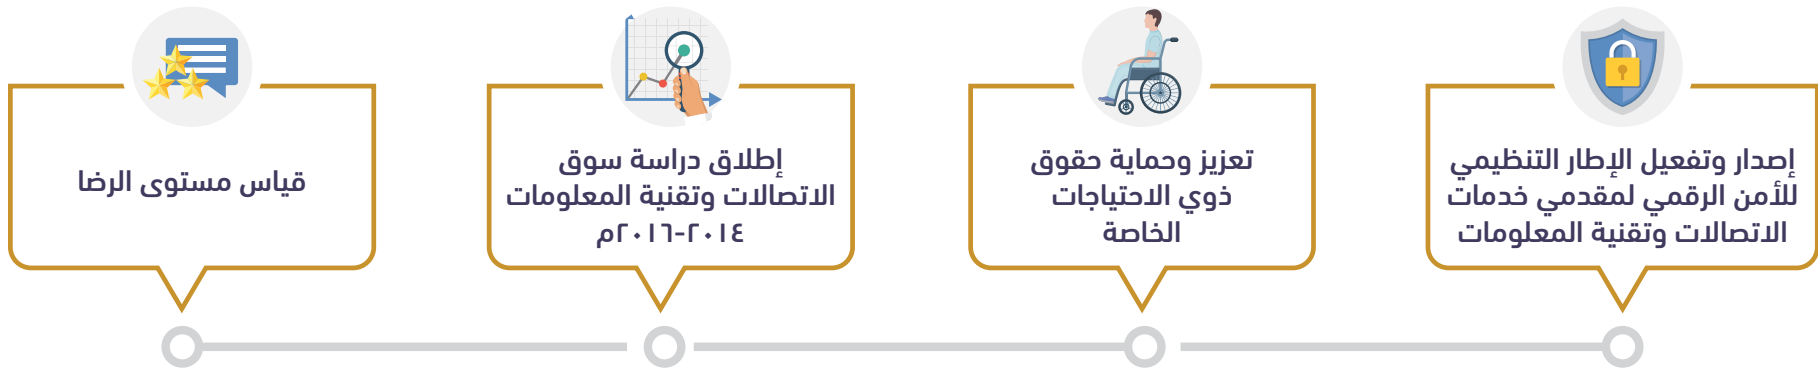 إصدار وتفعيل الإطار التنظيمي
للأمن الرقمي لمقدمي خدمات
الاتصالات وتقنية المعلومات
تعزيز وحماية حقوق
ذوي الاحتياجات
الخاصة
إطلاق دراسة سوق
الاتصالات وتقنية المعلومات
٢٠١٤-٢٠١٦م
قياس مستوى الرضا